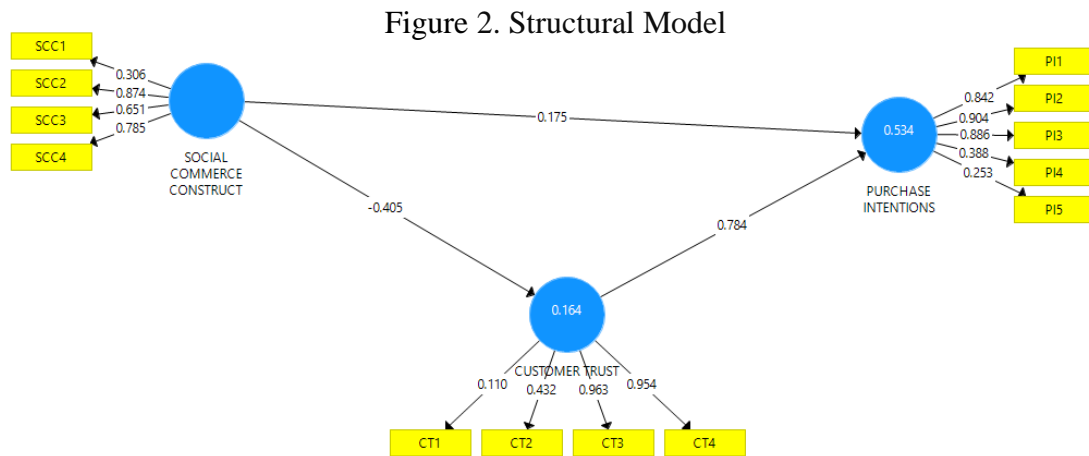 Figure 2. Structural Model
SCC1
SCC2
SCC3
SCC4
0.306
0.874
0.651
0.785
SOCIAL
COMMERCE
CONSTRUCT
0.175
-0.405
0.784
0.534
PURCHASE
INTENTIONS
0.842
0.904
0.886
0.388
0.253
PI1
PI2
PI3
PI4
PI5
0.164
CUSTOMER TRUST
0.110
0.432
0.963
0.954
CT1
CT2
CT3
CT4